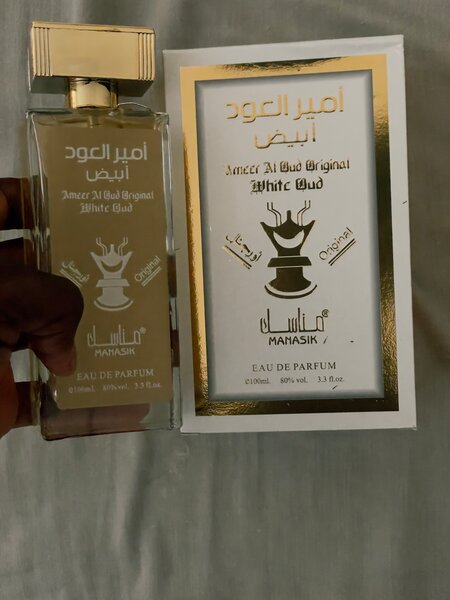 أمير العود
أبيض
Ameer Al Oud Original
White Oud
أورجينال
Original
مناسك®
MANASIK
EAU DE PARFUM
℮100ml. 80% vol. 3.3 fl.oz.
أمير العود
أبيض
Ameer Al Oud Original
White Oud
أورجينال
Original
مناسك®
MANASIK
EAU DE PARFUM
℮100ml. 80% vol. 3.3 fl.oz.